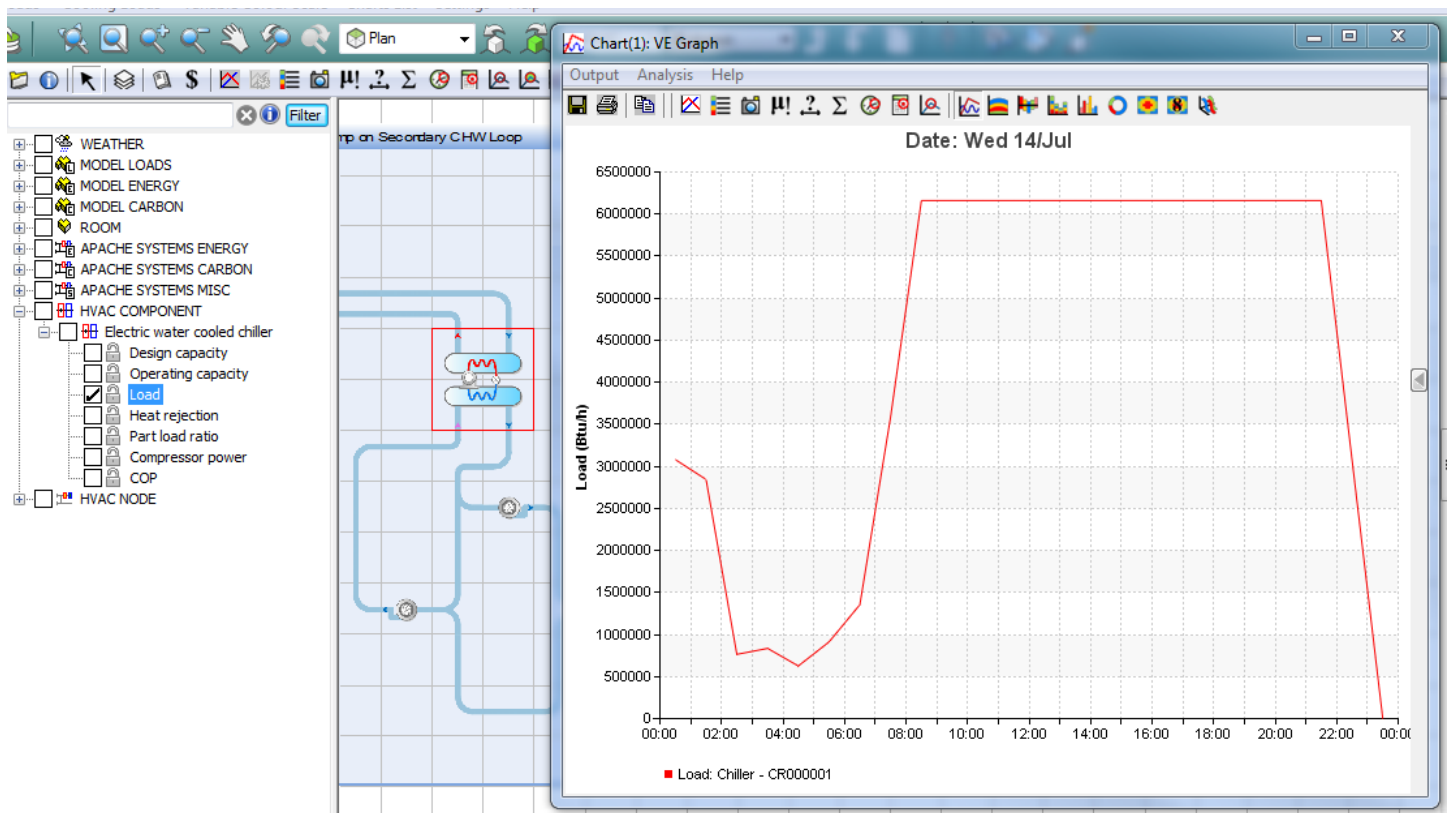 Plan
Filter
WEATHER
MODEL LOADS
MODEL ENERGY
MODEL CARBON
ROOM
APACHE SYSTEMS ENERGY
APACHE SYSTEMS CARBON
APACHE SYSTEMS MISC
HVAC COMPONENT
Electric water cooled chiller
Design capacity
Operating capacity
Load
Heat rejection
Part load ratio
Compressor power
COP
HVAC NODE
mp on Secondary CHW Loop
Chart(1): VE Graph
Output Analysis Help
Date: Wed 14/Jul
6500000
6000000
5500000
5000000
4500000
4000000
3500000
3000000
2500000
2000000
1500000
1000000
500000
0
Load (Btu/h)
00:00 02:00 04:00 06:00 08:00 10:00 12:00 14:00 16:00 18:00 20:00 22:00 00:00
Load: Chiller - CR000001